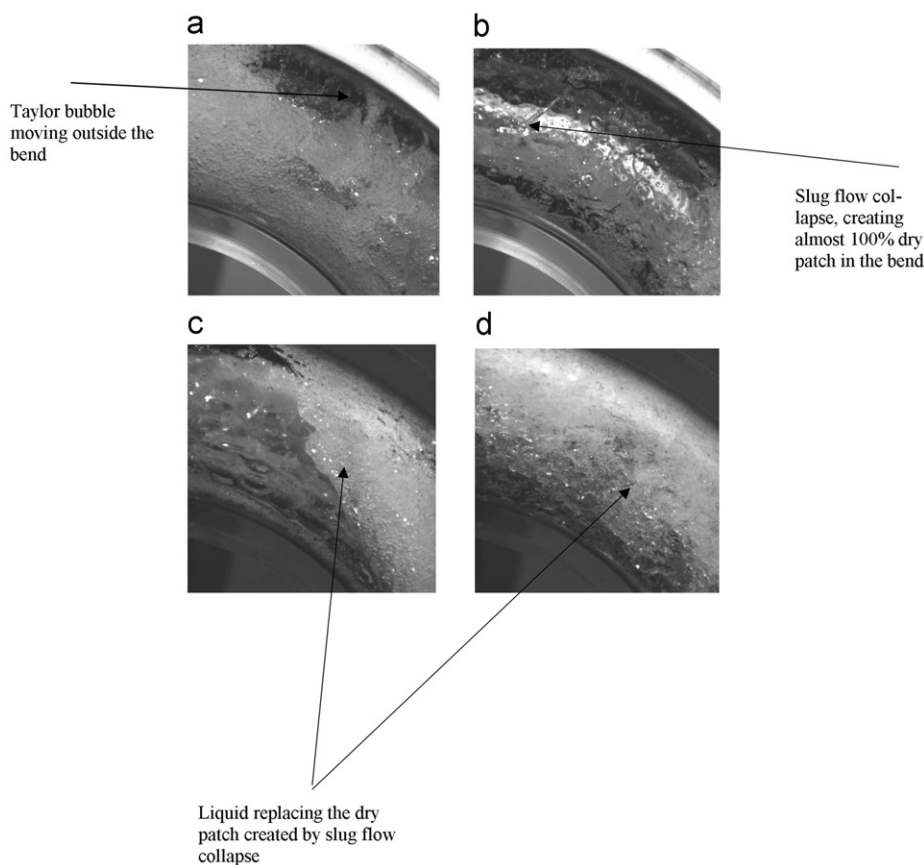 a
b
Taylor bubble
moving outside the
bend
Slug flow col-
lapse, creating
almost 100% dry
patch in the bend
c
d
Liquid replacing the dry
patch created by slug flow
collapse